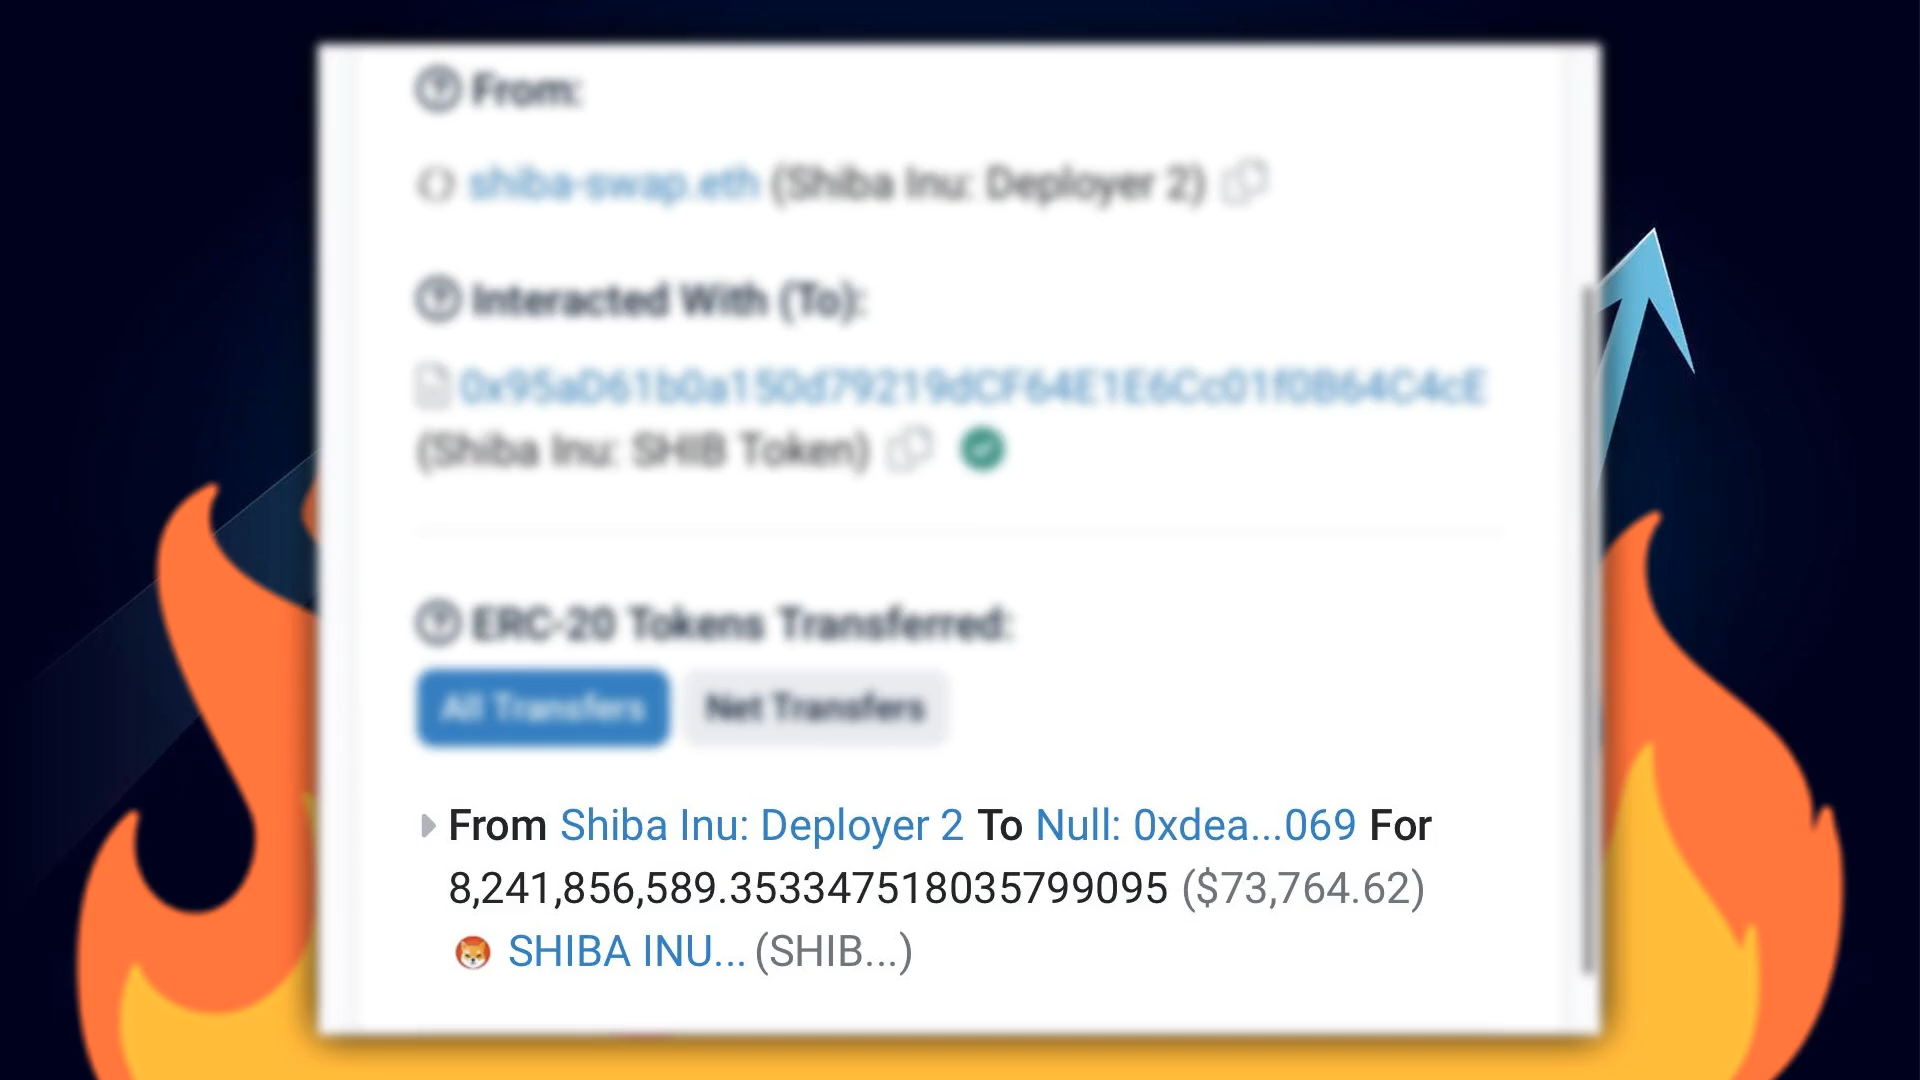 From:
shiba-swap.eth (Shiba Inu: Deployer 2)
Interacted With (To):
0x95aD61b0a150d79219dCF64E1E6Cc01f0B64C4cE
(Shiba Inu: SHIB Token)
ERC-20 Tokens Transferred:
All Transfers Net Transfers
From Shiba Inu: Deployer 2 To Null: 0xdea...069 For
8,241,856,589.353347518035799095 ($73,764.62)
SHIBA INU... (SHIB...)